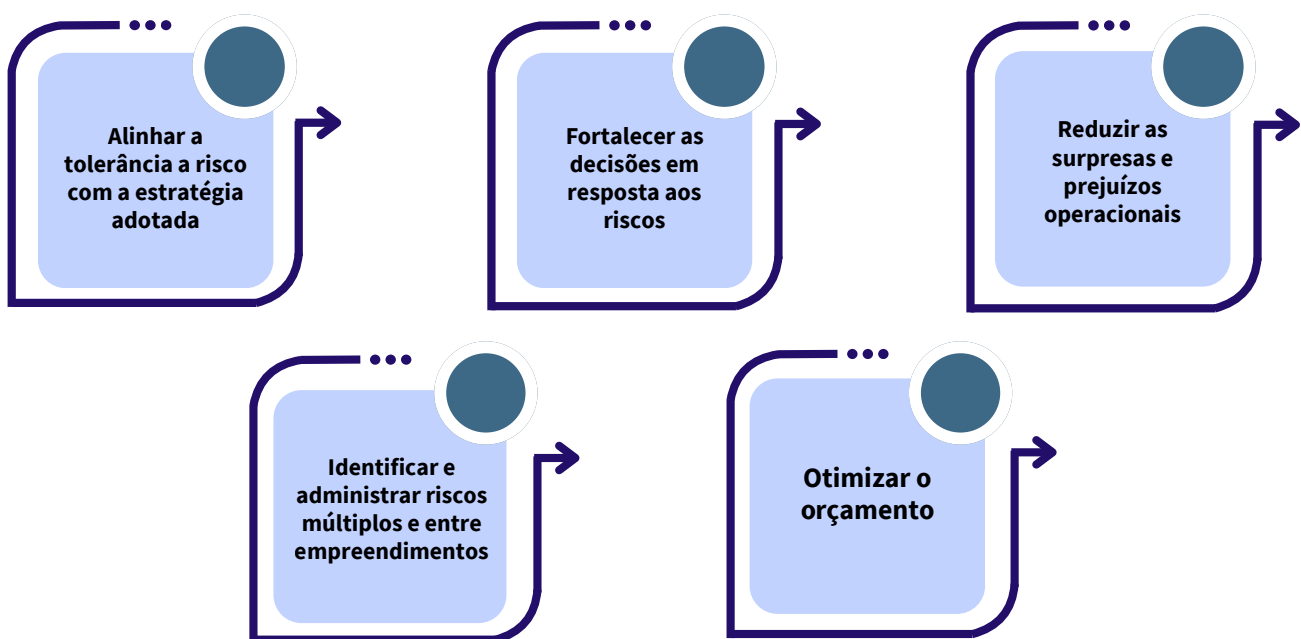 Alinhar a
tolerância a risco
com a estratégia
adotada
Fortalecer as
decisões em
resposta aos
riscos
Reduzir as
surpresas e
prejuízos
operacionais
Identificar e
administrar riscos
múltiplos e entre
empreendimentos
Otimizar o
orçamento